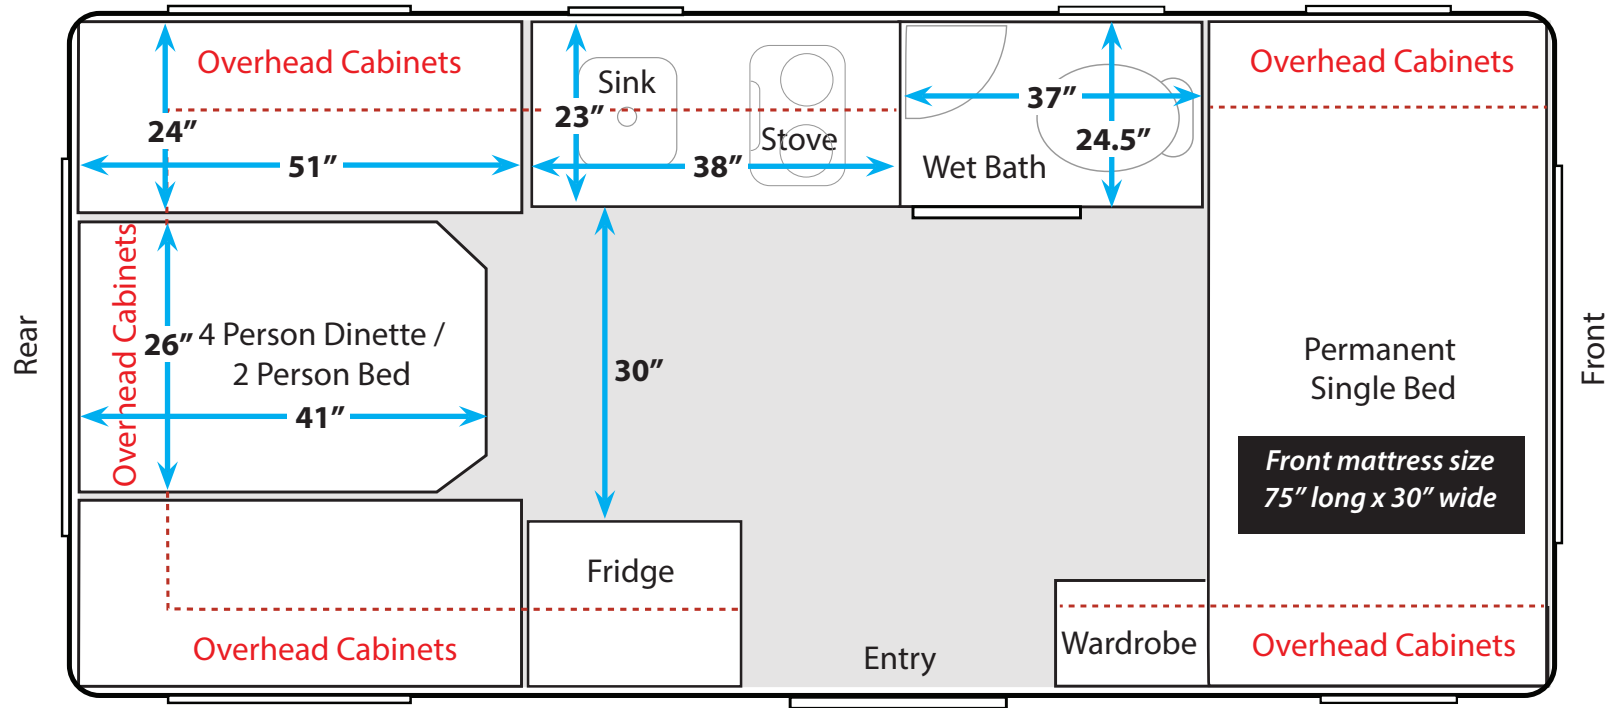 Overhead Cabinets
Overhead Cabinets
Sink
23”
37”
24”
24.5”
Stove
51”
38”
Wet Bath
Overhead Cabinets
Rear
26”
4 Person Dinette /
2 Person Bed
41”
30”
Permanent
Single Bed
Front
Front mattress size
75” long x 30” wide
Fridge
Overhead Cabinets
Entry
Wardrobe
Overhead Cabinets